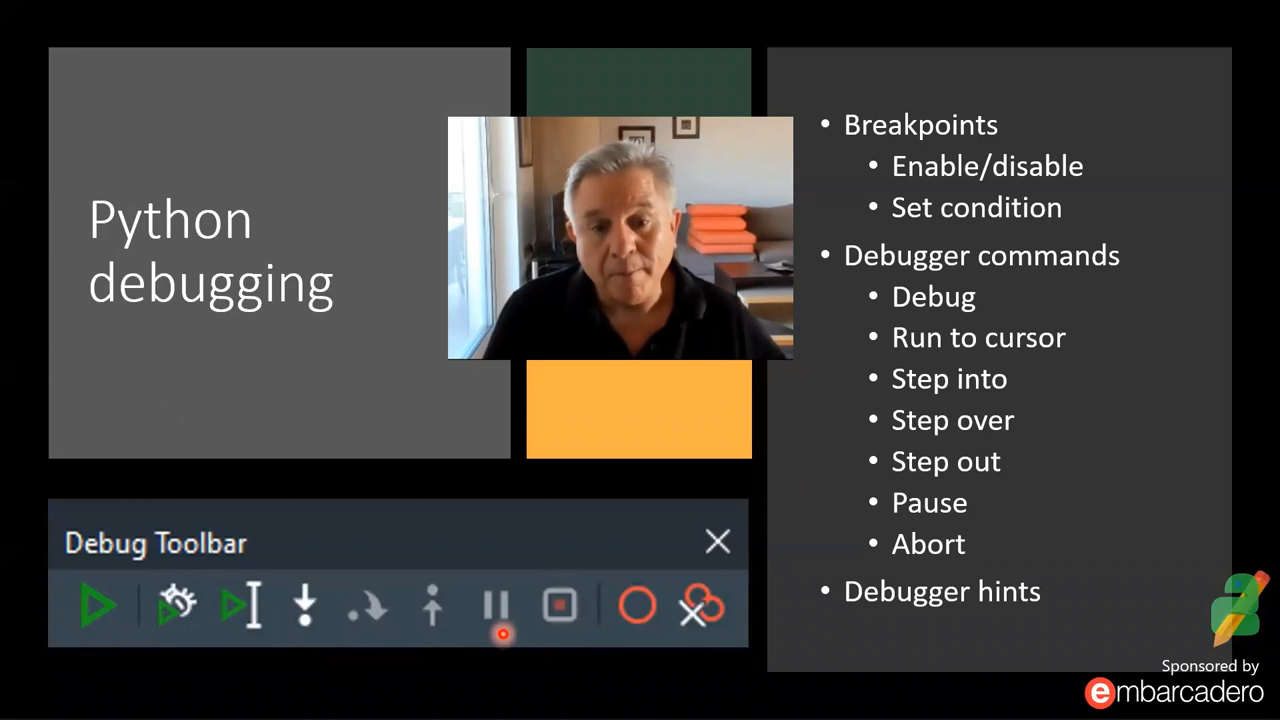 Python
debugging
Breakpoints
Enable/disable
Set condition
Debugger commands
Debug
Run to cursor
Step into
Step over
Step out
Pause
Abort
Debugger hints
Debug Toolbar
Sponsored by
embarcadero